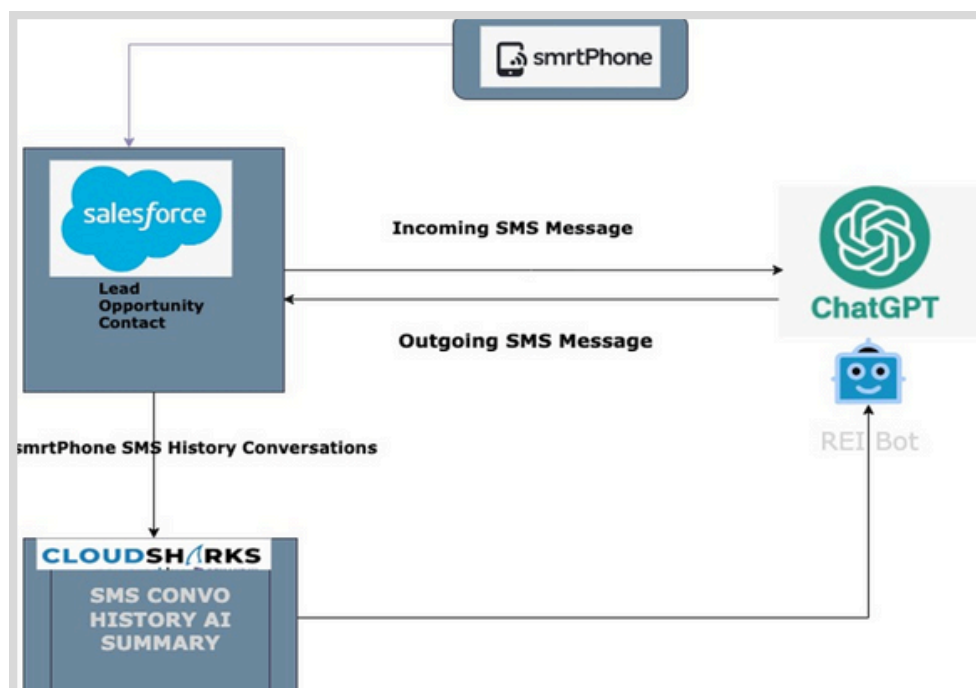 smrtPhone
salesforce
Lead
Opportunity
Contact
Incoming SMS Message
Outgoing SMS Message
ChatGPT
REI Bot
smrtPhone SMS History Conversations
CLOUDSHARKS
SMS CONVO
HISTORY AI
SUMMARY